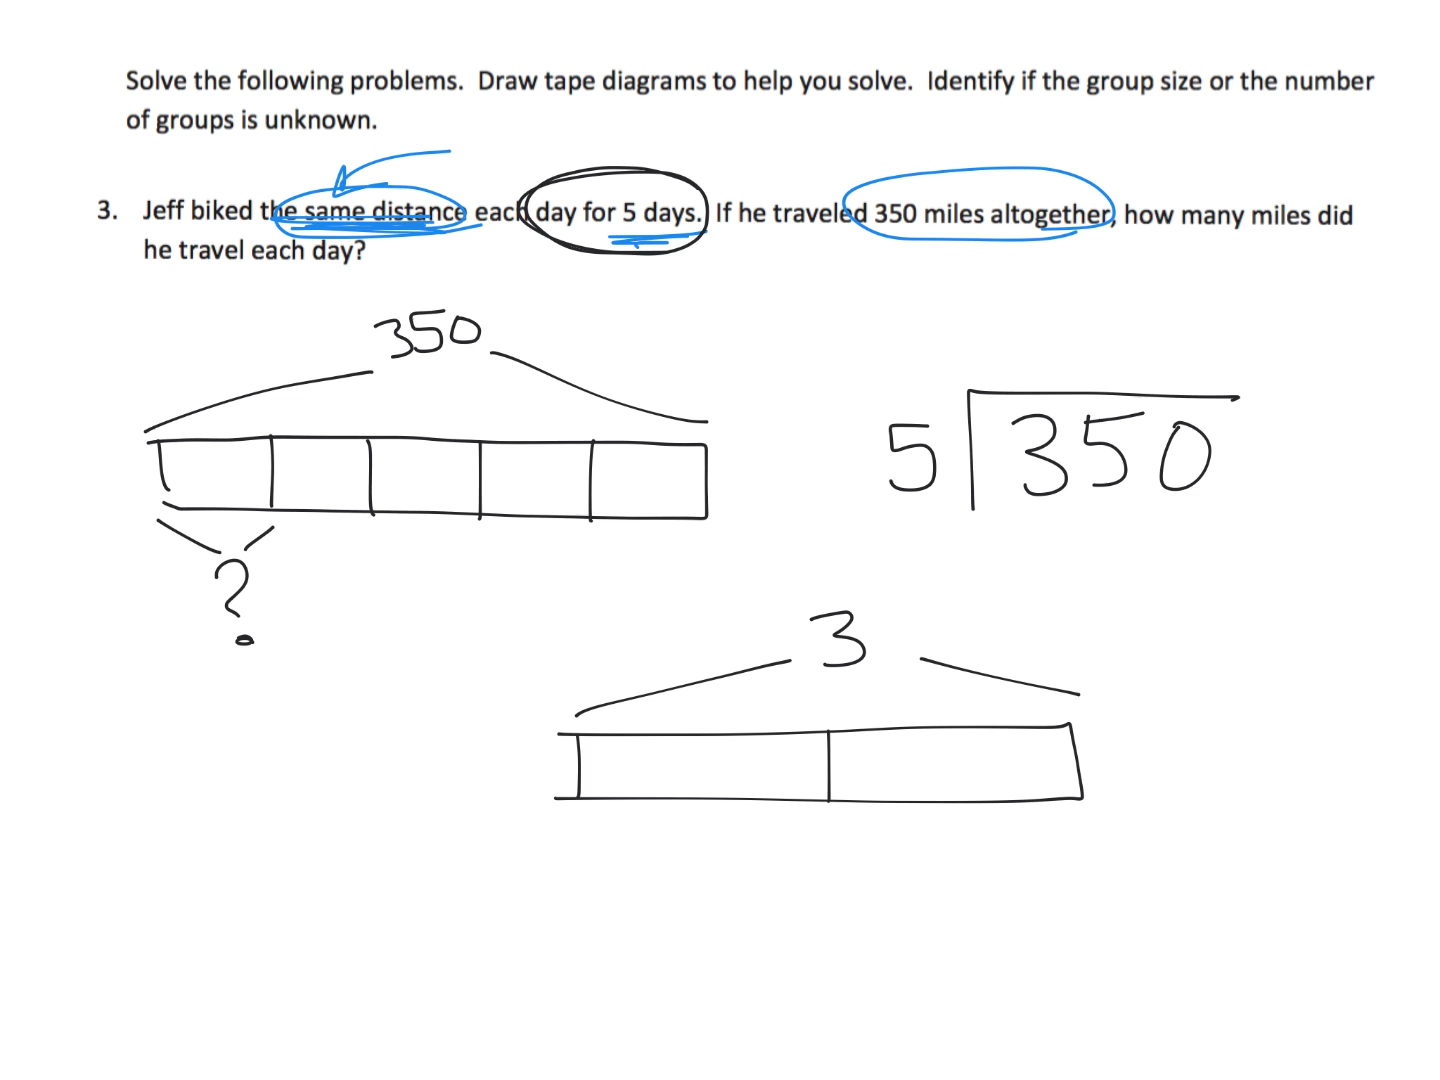 Solve the following problems. Draw tape diagrams to help you solve. Identify if the group size or the number
of groups is unknown.
3. Jeff biked the same distance each day for 5 days. If he traveled 350 miles altogether, how many miles did
he travel each day?
350
5 350
?
3